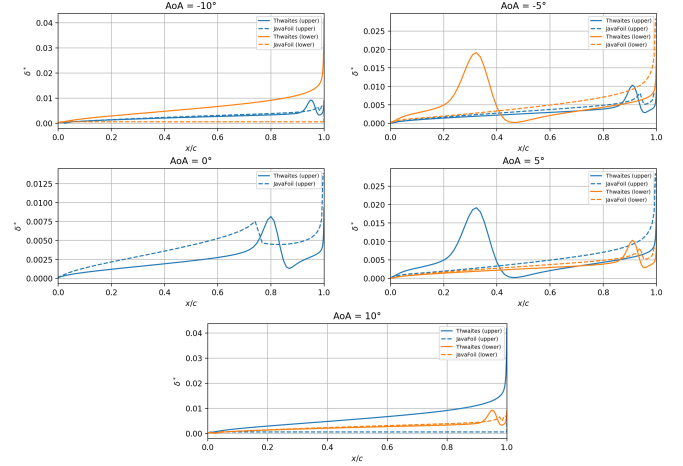 AoA = -10°
0.04
0.03
0.02
0.01
0.00
δ*
0.0 0.2 0.4 0.6 0.8 1.0
x/c
Thwaites (upper)
JavaFoil (upper)
Thwaites (lower)
JavaFoil (lower)
AoA = -5°
0.025
0.020
0.015
0.010
0.005
0.000
δ*
0.0 0.2 0.4 0.6 0.8 1.0
x/c
Thwaites (upper)
JavaFoil (upper)
Thwaites (lower)
JavaFoil (lower)
AoA = 0°
0.0125
0.0100
0.0075
0.0050
0.0025
0.0000
δ*
0.0 0.2 0.4 0.6 0.8 1.0
x/c
Thwaites (upper)
JavaFoil (upper)
AoA = 5°
0.025
0.020
0.015
0.010
0.005
0.000
δ*
0.0 0.2 0.4 0.6 0.8 1.0
x/c
Thwaites (upper)
JavaFoil (upper)
Thwaites (lower)
JavaFoil (lower)
AoA = 10°
0.04
0.03
0.02
0.01
0.00
δ*
0.0 0.2 0.4 0.6 0.8 1.0
x/c
Thwaites (upper)
JavaFoil (upper)
Thwaites (lower)
JavaFoil (lower)